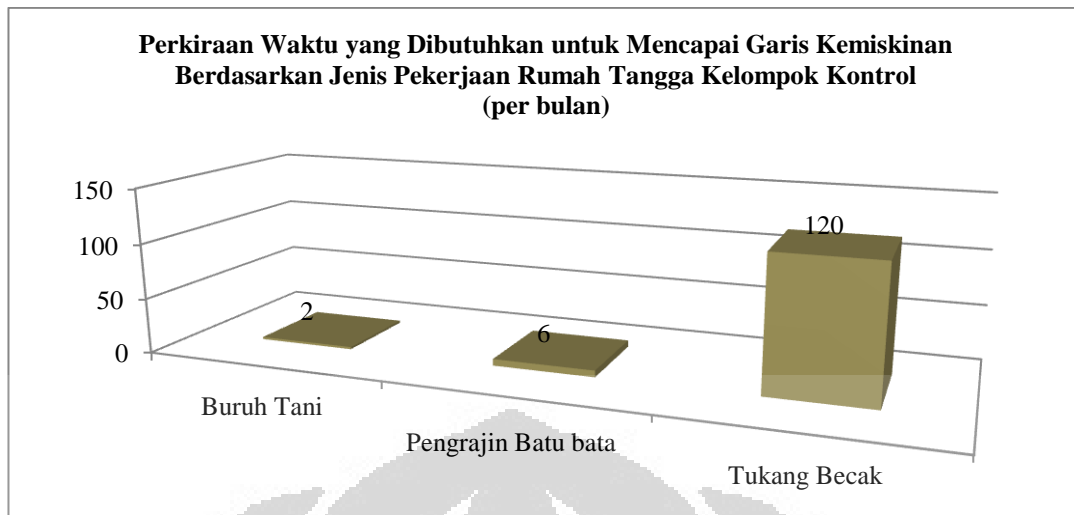 Perkiraan Waktu yang Dibutuhkan untuk Mencapai Garis Kemiskinan
Berdasarkan Jenis Pekerjaan Rumah Tangga Kelompok Kontrol
(per bulan)
150
100
50
0
2
6
120
Buruh Tani
Pengrajin Batu bata
Tukang Becak